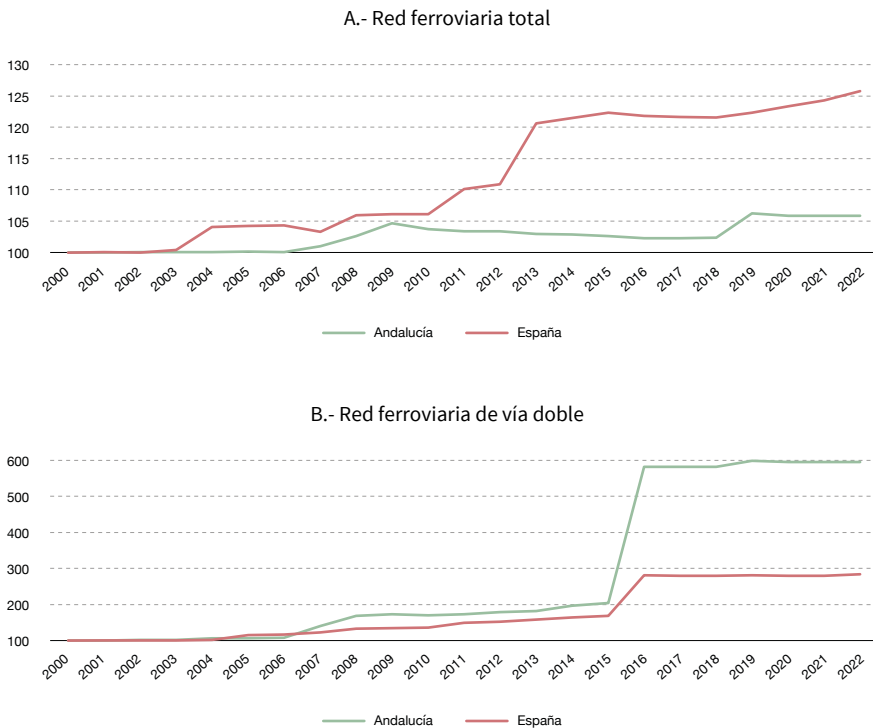 A.- Red ferroviaria total
130
125
120
115
110
105
100
2000 2001 2002 2003 2004 2005 2006 2007 2008 2009 2010 2011 2012 2013 2014 2015 2016 2017 2018 2019 2020 2021 2022
Andalucía España
B.- Red ferroviaria de vía doble
600
500
400
300
200
100
2000 2001 2002 2003 2004 2005 2006 2007 2008 2009 2010 2011 2012 2013 2014 2015 2016 2017 2018 2019 2020 2021 2022
Andalucía España